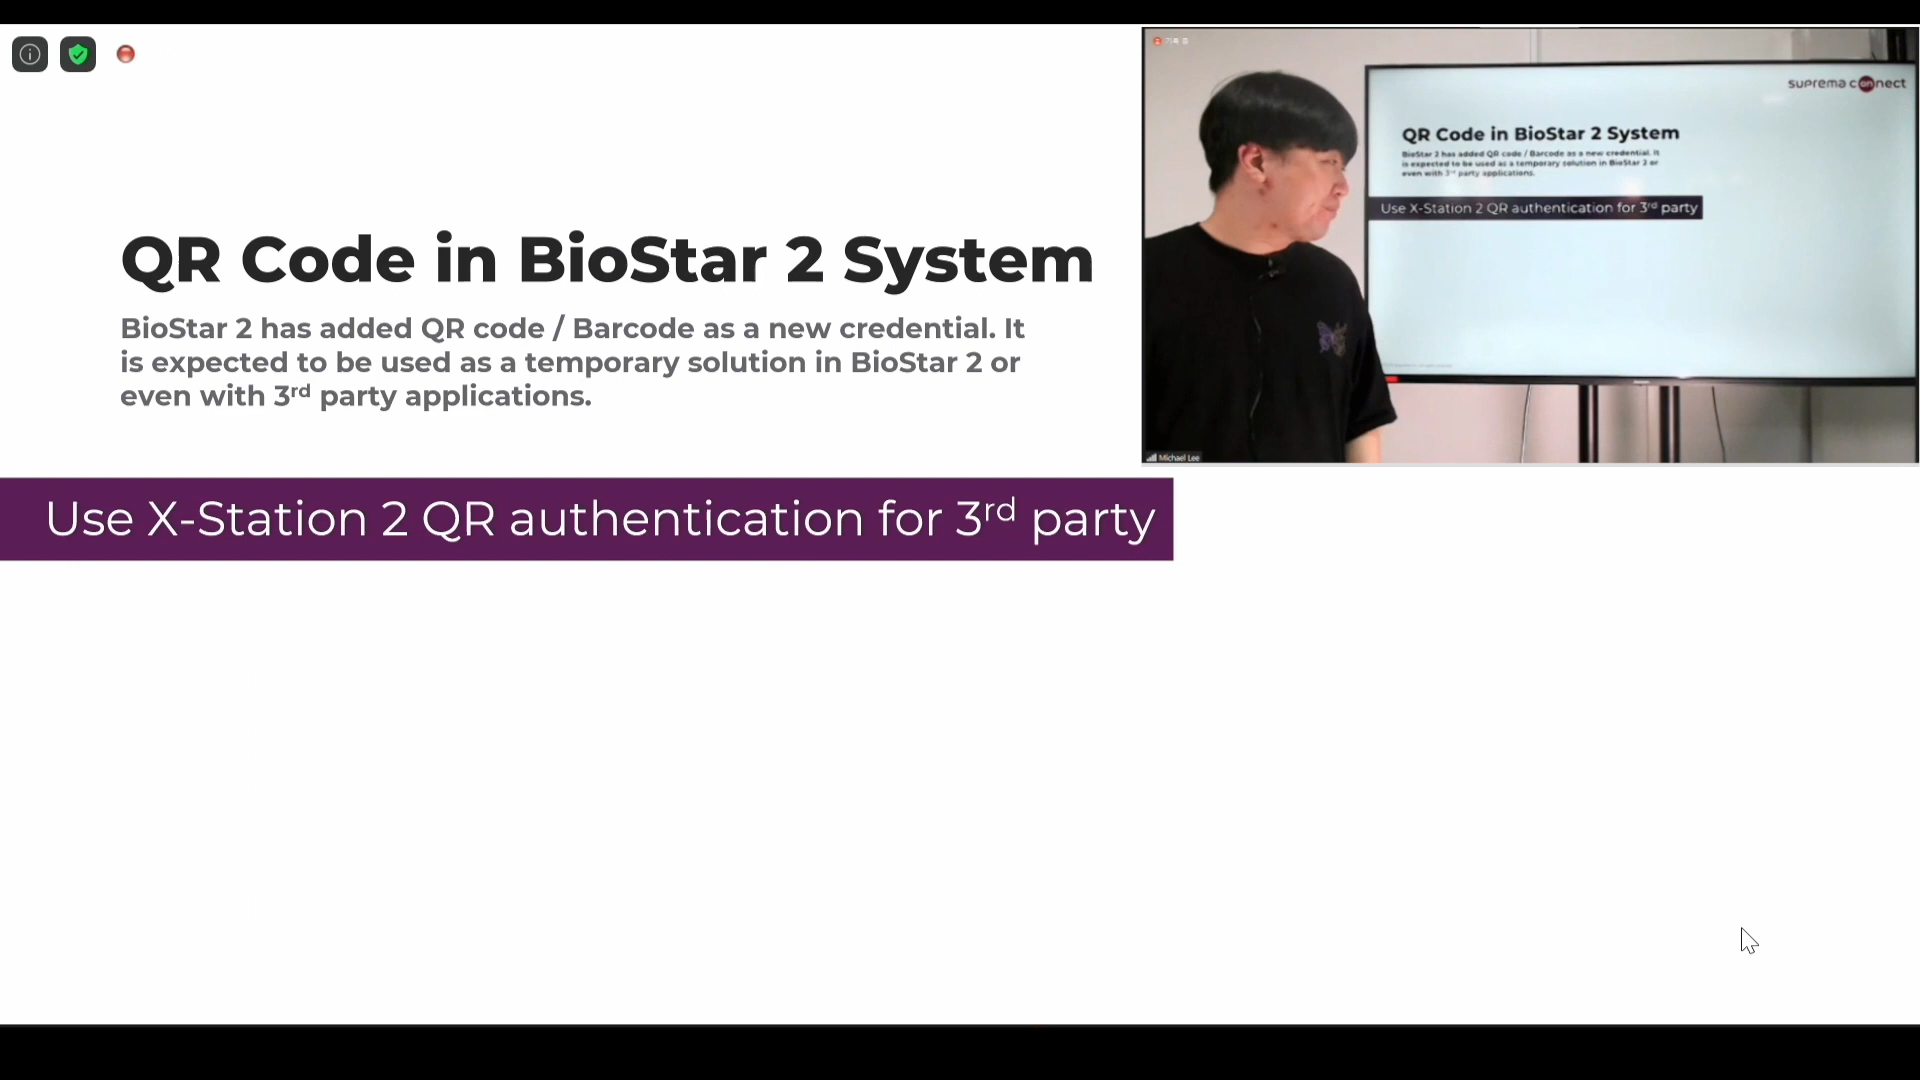 QR Code in BioStar 2 System
BioStar 2 has added QR code / Barcode as a new credential. It
is expected to be used as a temporary solution in BioStar 2 or
even with 3rd party applications.
Use X-Station 2 QR authentication for 3rd party
기록 중
suprema connect
QR Code in BioStar 2 System
BioStar 2 has added QR code / Barcode as a new credential. It
is expected to be used as a temporary solution in BioStar 2 or
even with 3rd party applications.
Use X-Station 2 QR authentication for 3rd party
Michael Lee